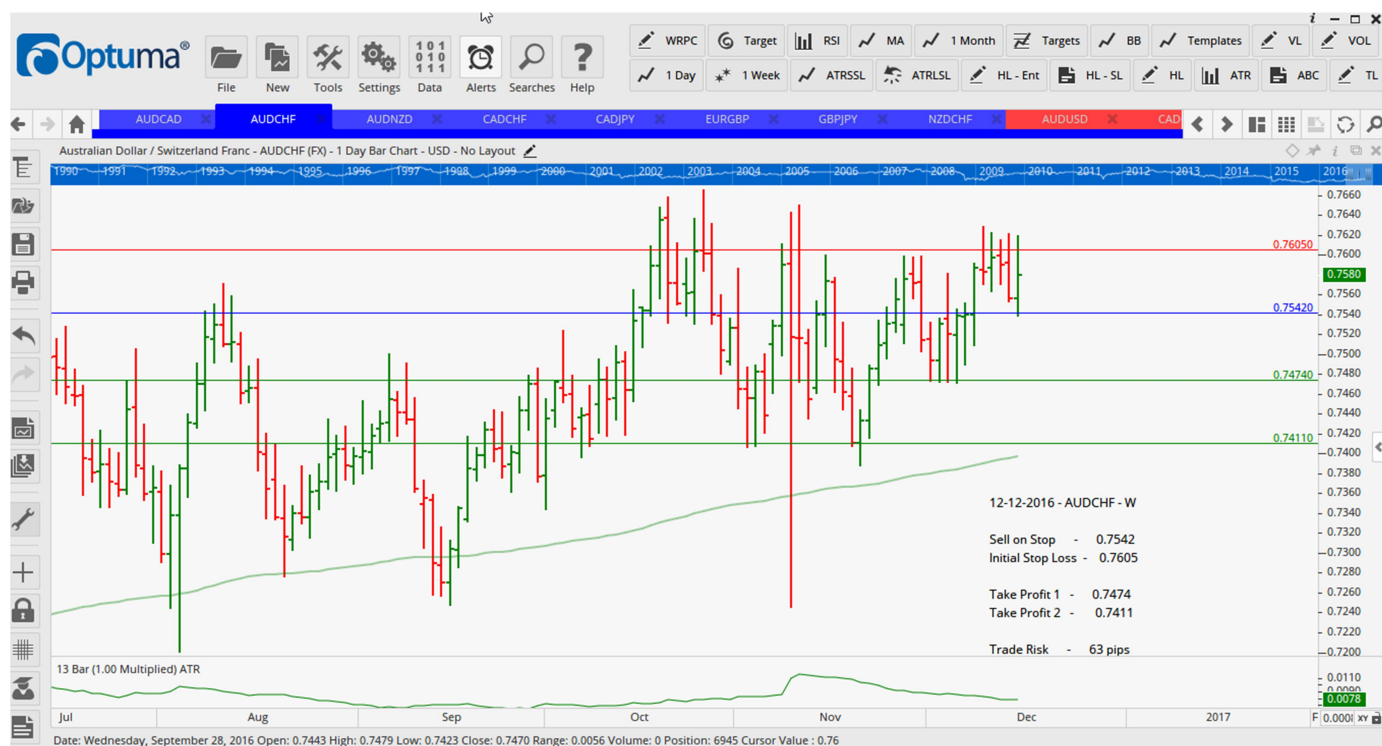 Optuma®
File New Tools Settings Data Alerts Searches Help
WRPC Target RSI MA 1 Month Targets BB Templates VL VOL
1 Day 1 Week ATRSSL ATRLSL HL - Ent HL - SL HL ATR ABC TL
AUDCAD AUDCHF AUDNZD CADCHF CADJPY EURGBP GBPJPY NZDCHF AUDUSD CAD
Australian Dollar / Switzerland Franc - AUDCHF (FX) - 1 Day Bar Chart - USD - No Layout
1990 1991 1992 1993 1994 1995 1996 1997 1998 1999 2000 2001 2002 2003 2004 2005 2006 2007 2008 2009 2010 2011 2012 2013 2014 2015 2016
0.7660
0.7640
0.7620
0.76050
0.7600
0.7580
0.7560
0.75420
0.7540
0.7520
0.7500
0.7480
0.74740
0.7460
0.7440
0.7420
0.74110
0.7400
0.7380
0.7360
0.7340
0.7320
0.7300
0.7280
0.7260
0.7240
0.7220
0.7200
12-12-2016 - AUDCHF - W
Sell on Stop - 0.7542
Initial Stop Loss - 0.7605
Take Profit 1 - 0.7474
Take Profit 2 - 0.7411
Trade Risk - 63 pips
13 Bar (1.00 Multiplied) ATR
0.0110
0.0090
0.0078
Jul Aug Sep Oct Nov Dec 2017 F 0.000 XY
Date: Wednesday, September 28, 2016 Open: 0.7443 High: 0.7479 Low: 0.7423 Close: 0.7470 Range: 0.0056 Volume: 0 Position: 6945 Cursor Value : 0.76